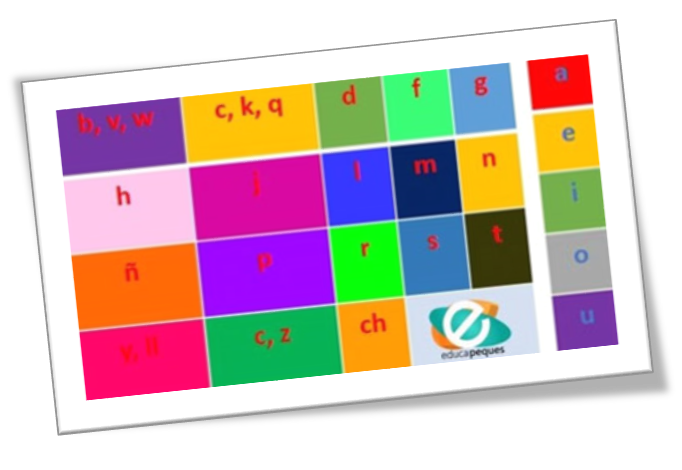 b, v, w c, k, q d f g a
e
h j l m n
i
ñ p r s t
o
y, ll c, z ch
educapeques
u